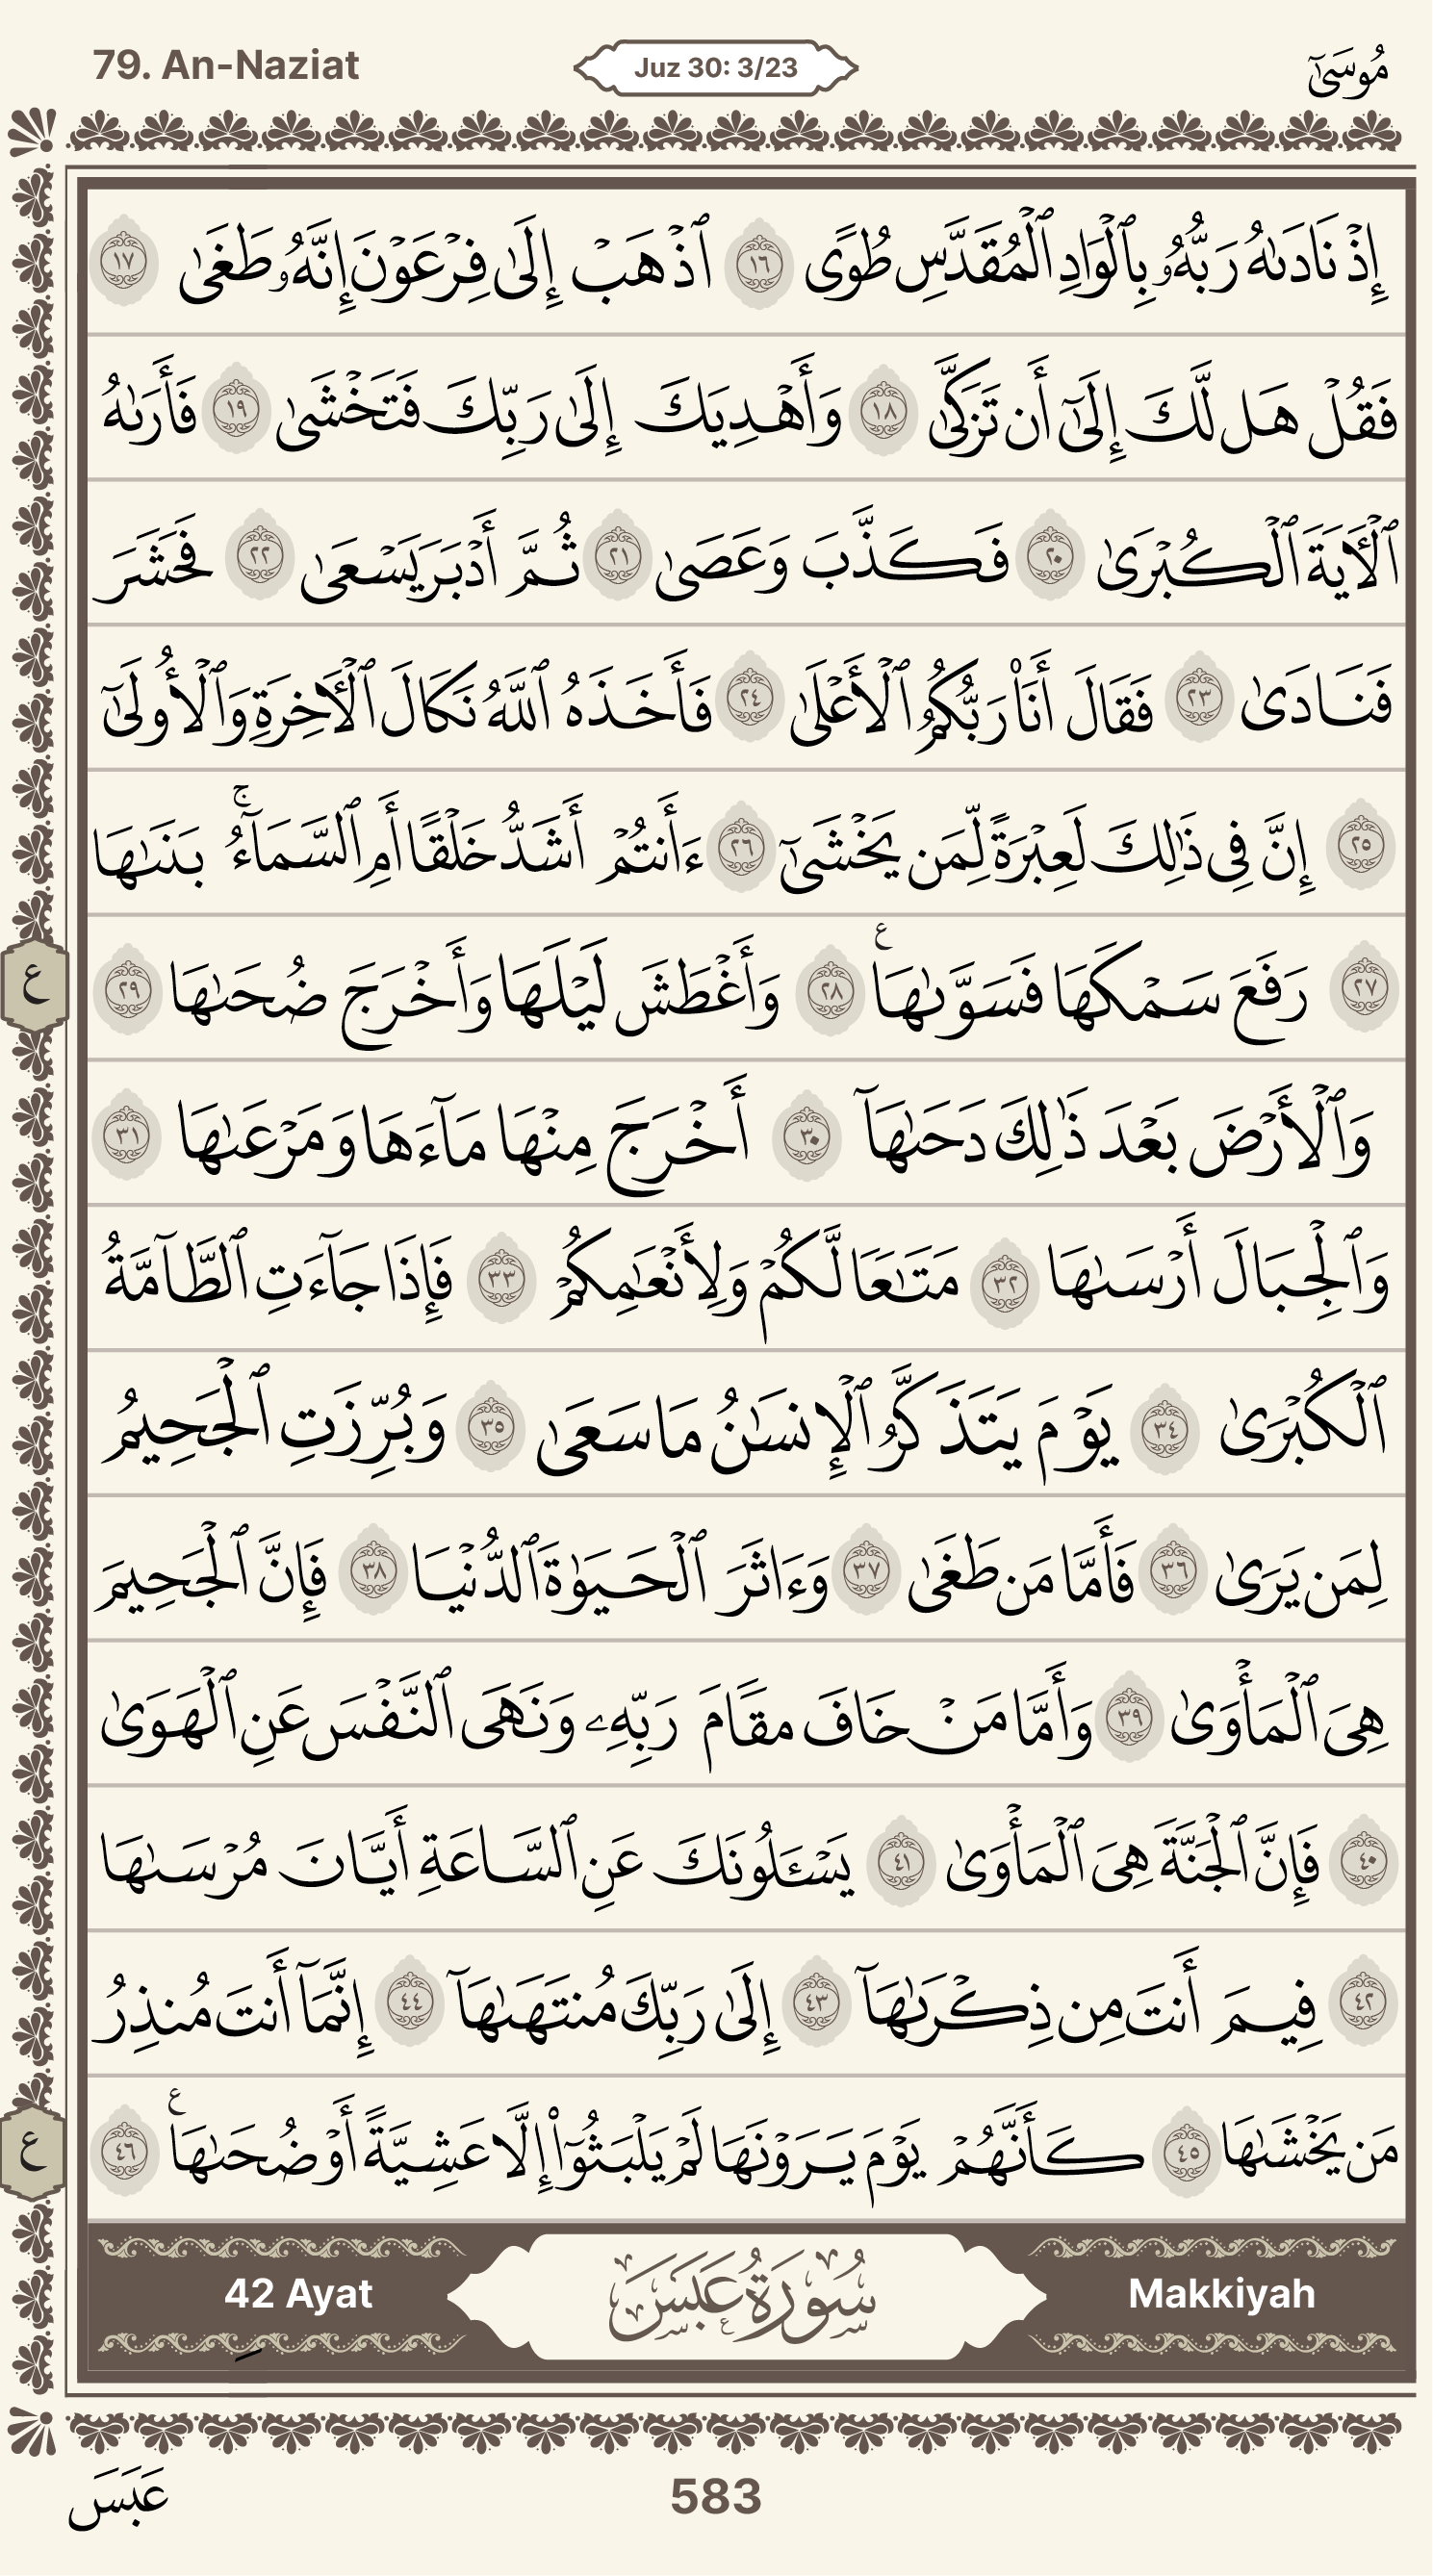 79. An-Naziat
Juz 30: 3/23
مُوسَىٰٓ
إِذْ نَادَىٰهُ رَبُّهُۥ بِٱلْوَادِ ٱلْمُقَدَّسِ طُوًى ١٦ ٱذْهَبْ إِلَىٰ فِرْعَوْنَ إِنَّهُۥ طَغَىٰ ١٧
فَقُلْ هَل لَّكَ إِلَىٰٓ أَن تَزَكَّىٰ ١٨ وَأَهْدِيَكَ إِلَىٰ رَبِّكَ فَتَخْشَىٰ ١٩ فَأَرَىٰهُ
ٱلْـَٔايَةَ ٱلْكُبْرَىٰ ٢٠ فَكَذَّبَ وَعَصَىٰ ٢١ ثُمَّ أَدْبَرَ يَسْعَىٰ ٢٢ فَحَشَرَ
فَنَادَىٰ ٢٣ فَقَالَ أَنَا۠ رَبُّكُمُ ٱلْأَعْلَىٰ ٢٤ فَأَخَذَهُ ٱللَّهُ نَكَالَ ٱلْـَٔاخِرَةِ وَٱلْأُولَىٰٓ
٢٥ إِنَّ فِى ذَٰلِكَ لَعِبْرَةً لِّمَن يَخْشَىٰٓ ٢٦ ءَأَنتُمْ أَشَدُّ خَلْقًا أَمِ ٱلسَّمَآءُ ۚ بَنَىٰهَا
٢٧ رَفَعَ سَمْكَهَا فَسَوَّىٰهَا ع ٢٨ وَأَغْطَشَ لَيْلَهَا وَأَخْرَجَ ضُحَىٰهَا ٢٩
ع
وَٱلْأَرْضَ بَعْدَ ذَٰلِكَ دَحَىٰهَآ ٣٠ أَخْرَجَ مِنْهَا مَآءَهَا وَمَرْعَىٰهَا ٣١
وَٱلْجِبَالَ أَرْسَىٰهَا ٣٢ مَتَـٰعًا لَّكُمْ وَلِأَنْعَـٰمِكُمْ ٣٣ فَإِذَا جَآءَتِ ٱلطَّآمَّةُ
ٱلْكُبْرَىٰ ٣٤ يَوْمَ يَتَذَكَّرُ ٱلْإِنسَـٰنُ مَا سَعَىٰ ٣٥ وَبُرِّزَتِ ٱلْجَحِيمُ
لِمَن يَرَىٰ ٣٦ فَأَمَّا مَن طَغَىٰ ٣٧ وَءَاثَرَ ٱلْحَيَوٰةَ ٱلدُّنْيَا ٣٨ فَإِنَّ ٱلْجَحِيمَ
هِىَ ٱلْمَأْوَىٰ ٣٩ وَأَمَّا مَنْ خَافَ مَقَامَ رَبِّهِۦ وَنَهَى ٱلنَّفْسَ عَنِ ٱلْهَوَىٰ
٤٠ فَإِنَّ ٱلْجَنَّةَ هِىَ ٱلْمَأْوَىٰ ٤١ يَسْـَٔلُونَكَ عَنِ ٱلسَّاعَةِ أَيَّانَ مُرْسَىٰهَا
٤٢ فِيمَ أَنتَ مِن ذِكْرَىٰهَآ ٤٣ إِلَىٰ رَبِّكَ مُنتَهَىٰهَآ ٤٤ إِنَّمَآ أَنتَ مُنذِرُ
مَن يَخْشَىٰهَا ٤٥ كَأَنَّهُمْ يَوْمَ يَرَوْنَهَا لَمْ يَلْبَثُوٓا۟ إِلَّا عَشِيَّةً أَوْ ضُحَىٰهَا ع ٤٦
ع
42 Ayat
سُورَةُ عَبَسَ
Makkiyah
عَبَسَ
583